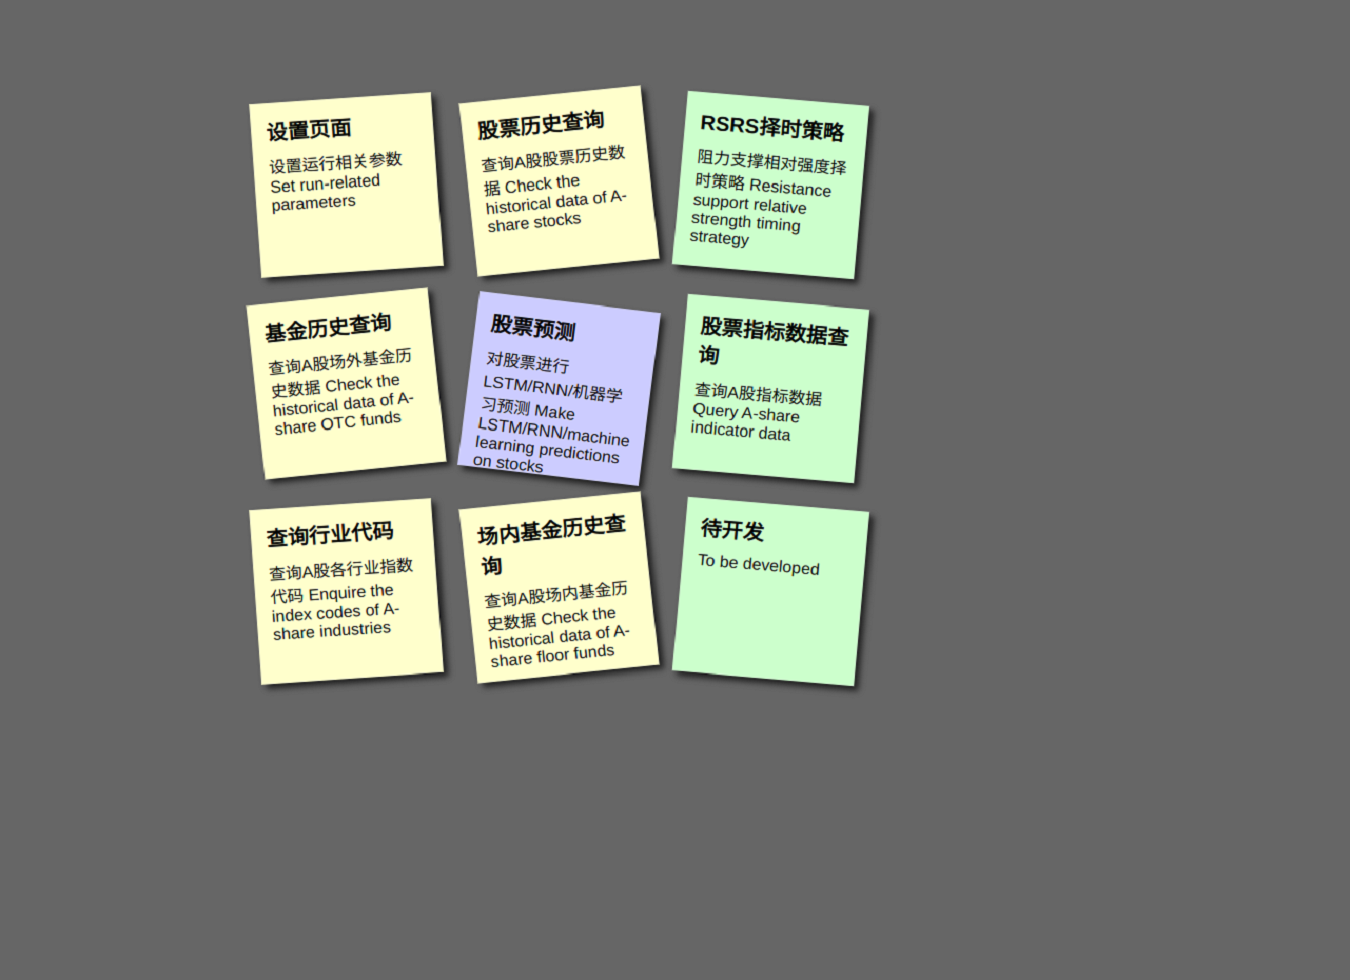 设置页面
设置运行相关参数
Set run-related
parameters
股票历史查询
查询A股股票历史数
据 Check the
historical data of A-
share stocks
RSRS择时策略
阻力支撑相对强度择
时策略 Resistance
support relative
strength timing
strategy
基金历史查询
查询A股场外基金历
史数据 Check the
historical data of A-
share OTC funds
股票预测
对股票进行
LSTM/RNN/机器学
习预测 Make
LSTM/RNN/machine
learning predictions
on stocks
股票指标数据查
询
查询A股指标数据
Query A-share
indicator data
查询行业代码
查询A股各行业指数
代码 Enquire the
index codes of A-
share industries
场内基金历史查
询
查询A股场内基金历
史数据 Check the
historical data of A-
share floor funds
待开发
To be developed